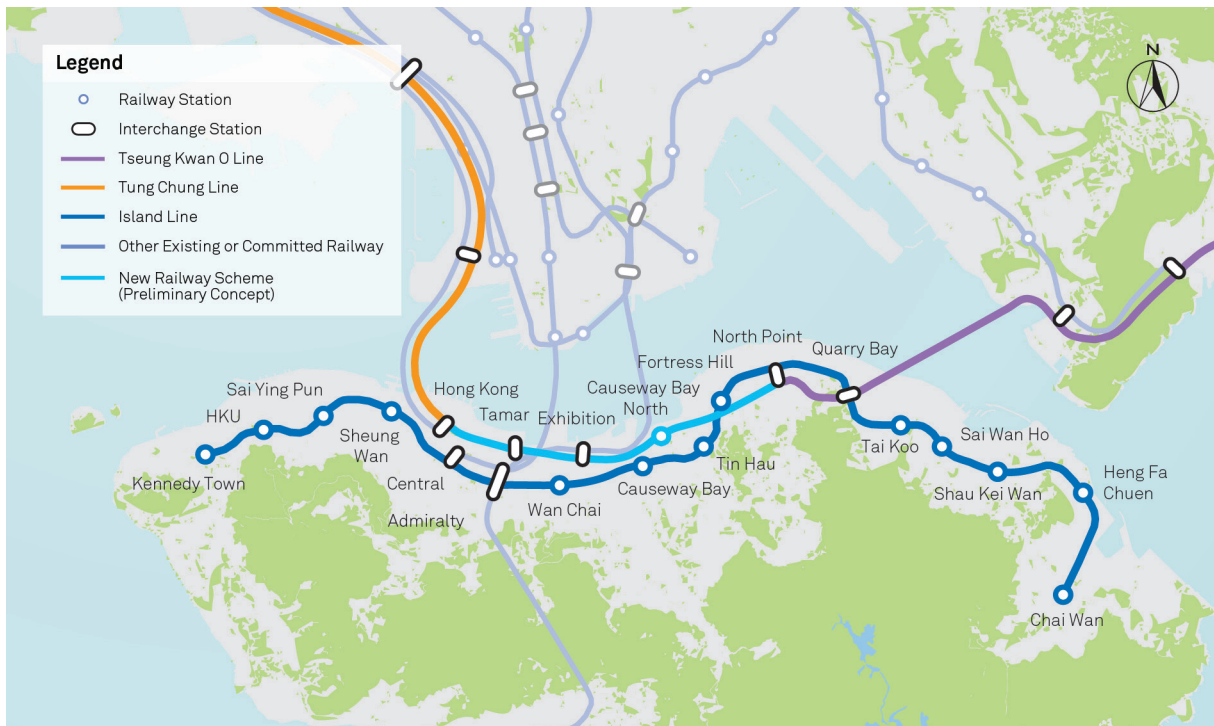 Legend
Railway Station
Interchange Station
Tseung Kwan O Line
Tung Chung Line
Island Line
Other Existing or Committed Railway
New Railway Scheme
(Preliminary Concept)
N
North Point
Quarry Bay
Fortress Hill
Sai Ying Pun
Hong Kong
Causeway Bay
North
HKU
Tamar
Exhibition
Sheung
Wan
Tai Koo
Sai Wan Ho
Kennedy Town
Central
Tin Hau
Heng Fa
Chuen
Causeway Bay
Shau Kei Wan
Wan Chai
Admiralty
Chai Wan